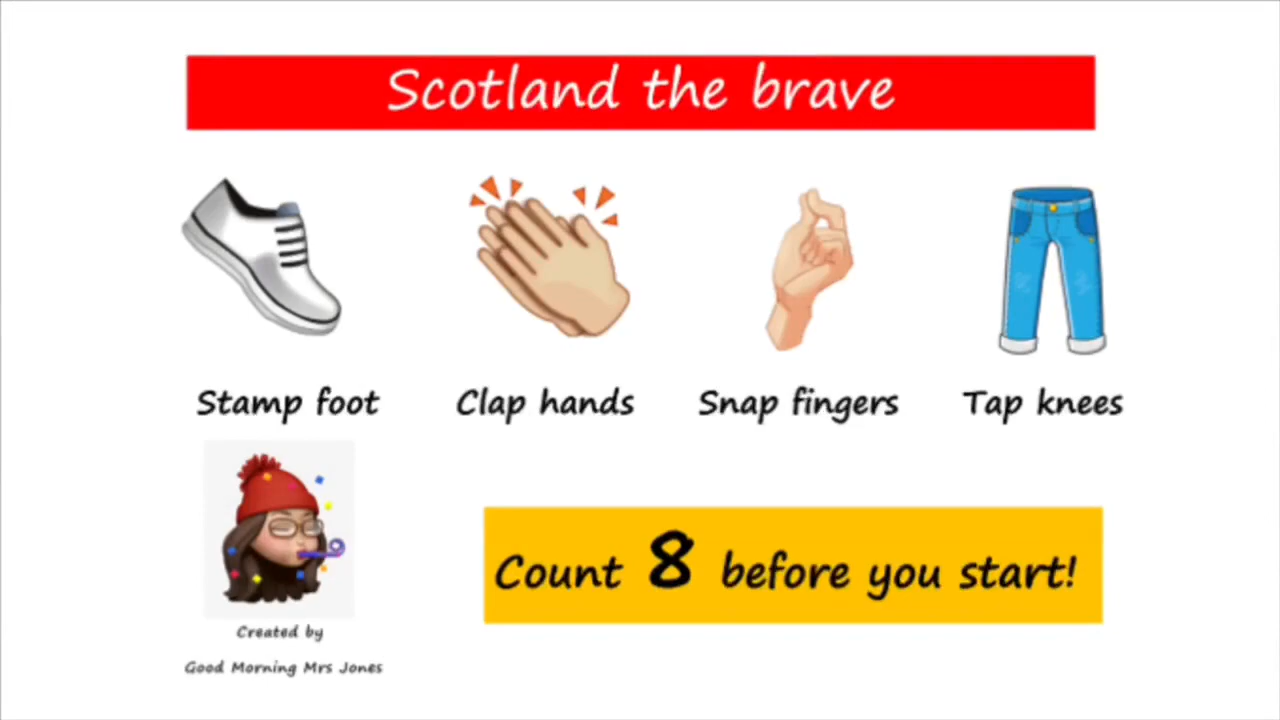 Scotland the brave
Stamp foot
Clap hands
Snap fingers
Tap knees
Count 8 before you start!
Created by
Good Morning Mrs Jones